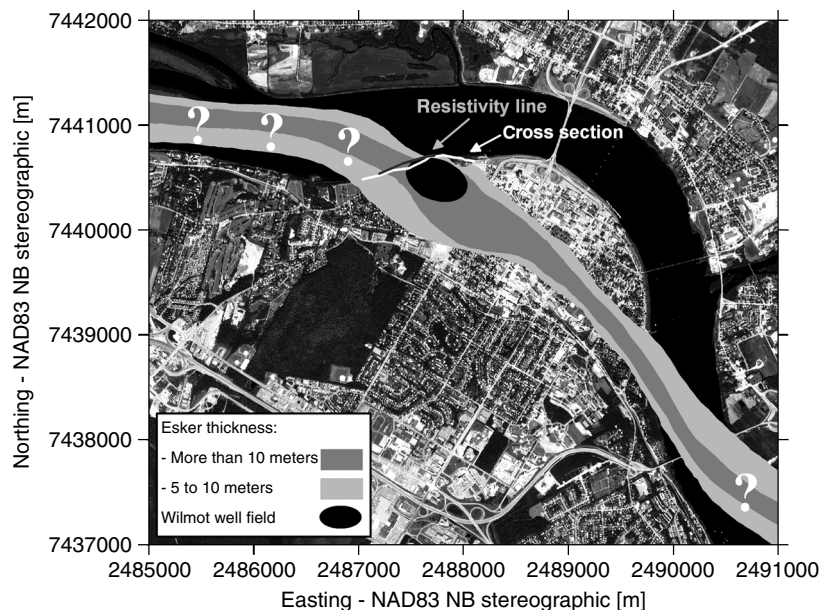 7442000
7441000
7440000
7439000
7438000
7437000
Northing - NAD83 NB stereographic [m]
? ? ?
Resistivity line
Cross section
?
Esker thickness:
- More than 10 meters
- 5 to 10 meters
Wilmot well field
2485000 2486000 2487000 2488000 2489000 2490000 2491000
Easting - NAD83 NB stereographic [m]